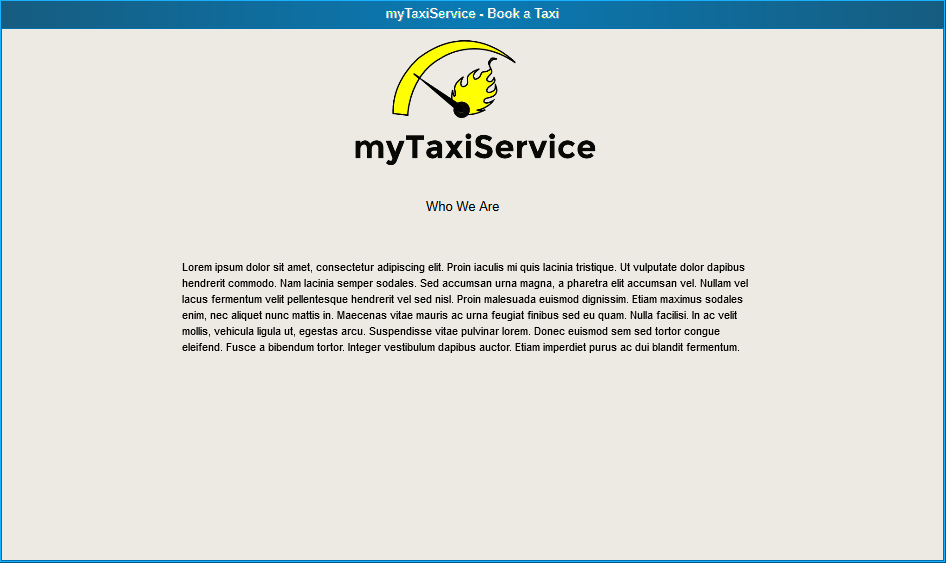 myTaxiService - Book a Taxi
myTaxiService
Who We Are
Lorem ipsum dolor sit amet, consectetur adipiscing elit. Proin iaculis mi quis lacinia tristique. Ut vulputate dolor dapibus
hendrerit commodo. Nam lacinia semper sodales. Sed accumsan urna magna, a pharetra elit accumsan vel. Nullam vel
lacus fermentum velit pellentesque hendrerit vel sed nisl. Proin malesuada euismod dignissim. Etiam maximus sodales
enim, nec aliquet nunc mattis in. Maecenas vitae mauris ac urna feugiat finibus sed eu quam. Nulla facilisi. In ac velit
mollis, vehicula ligula ut, egestas arcu. Suspendisse vitae pulvinar lorem. Donec euismod sem sed tortor congue
eleifend. Fusce a bibendum tortor. Integer vestibulum dapibus auctor. Etiam imperdiet purus ac dui blandit fermentum.